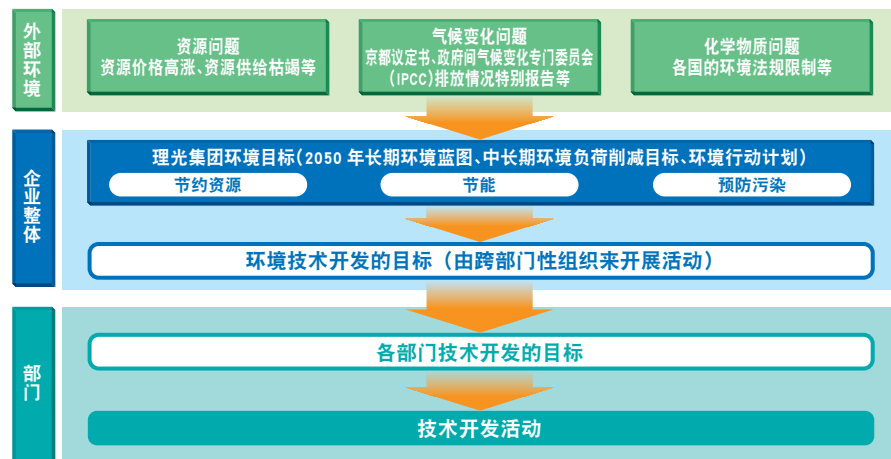 外部环境
资源问题
资源价格高涨、资源供给枯竭等
气候变化问题
京都议定书、政府间气候变化专门委员会
（IPCC）排放情况特别报告等
化学物质问题
各国的环境法规限制等
企业整体
理光集团环境目标（2050 年长期环境蓝图、中长期环境负荷削减目标、环境行动计划）
节约资源
节能
预防污染
环境技术开发的目标（由跨部门性组织来开展活动）
部门
各部门技术开发的目标
技术开发活动